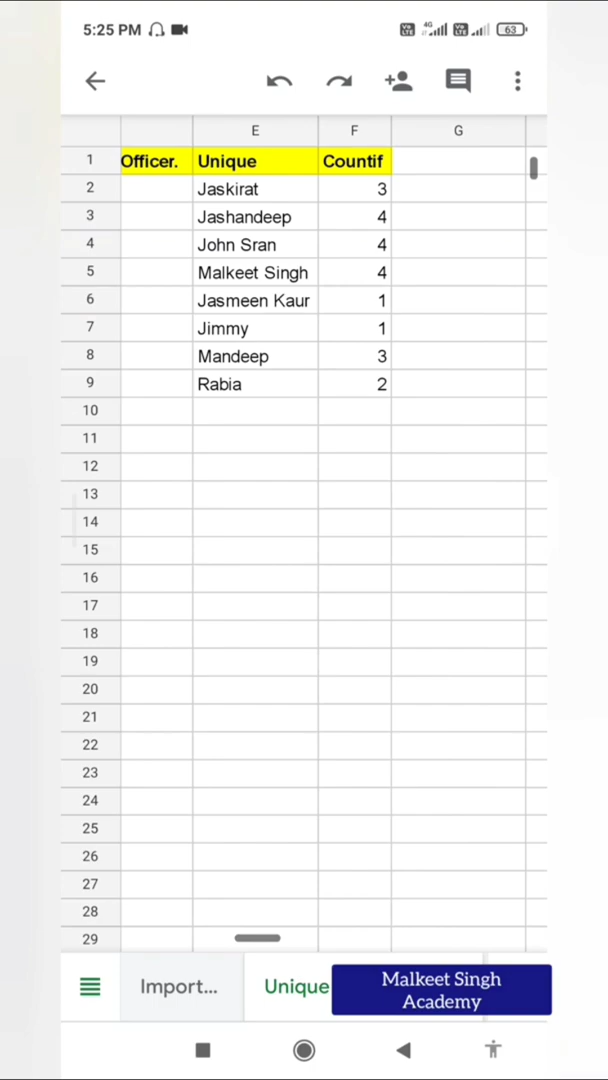 5:25 PM 4G 63
E F G
1 Officer. Unique Countif
2 Jaskirat 3
3 Jashandeep 4
4 John Sran 4
5 Malkeet Singh 4
6 Jasmeen Kaur 1
7 Jimmy 1
8 Mandeep 3
9 Rabia 2
10
11
12
13
14
15
16
17
18
19
20
21
22
23
24
25
26
27
28
29
Import... Unique Malkeet Singh
Academy